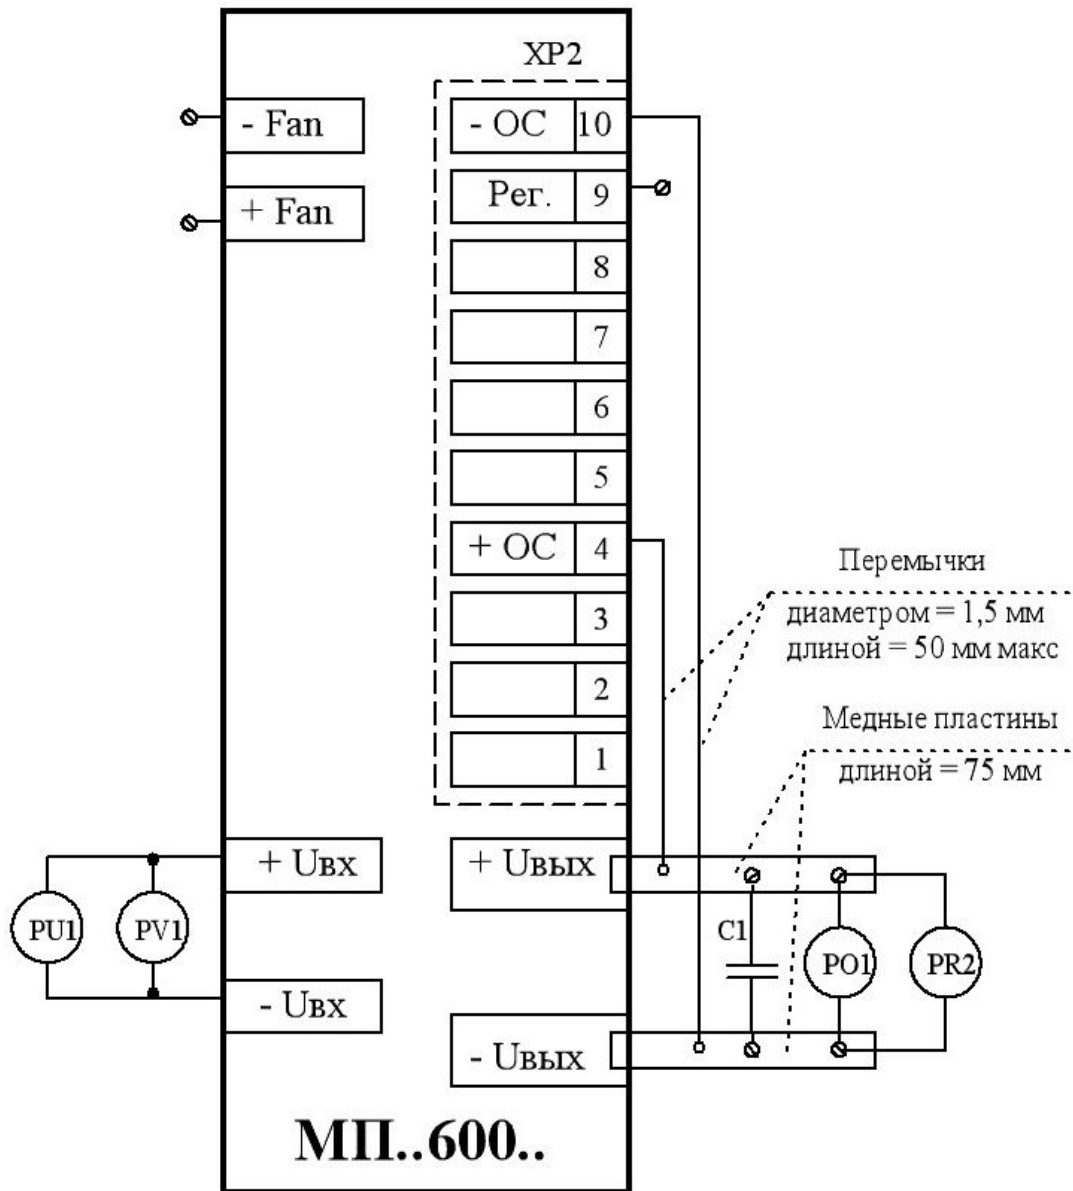 XP2
- Fan
- ОС 10
Рег. 9
+ Fan
8
7
6
5
+ ОС 4
Перемычки
диаметром = 1,5 мм
длиной = 50 мм макс
3
2
Медные пластины
длиной = 75 мм
1
+ Uвх
+ Uвых
PU1
PV1
C1
PO1
PR2
- Uвх
- Uвых
МП..600..